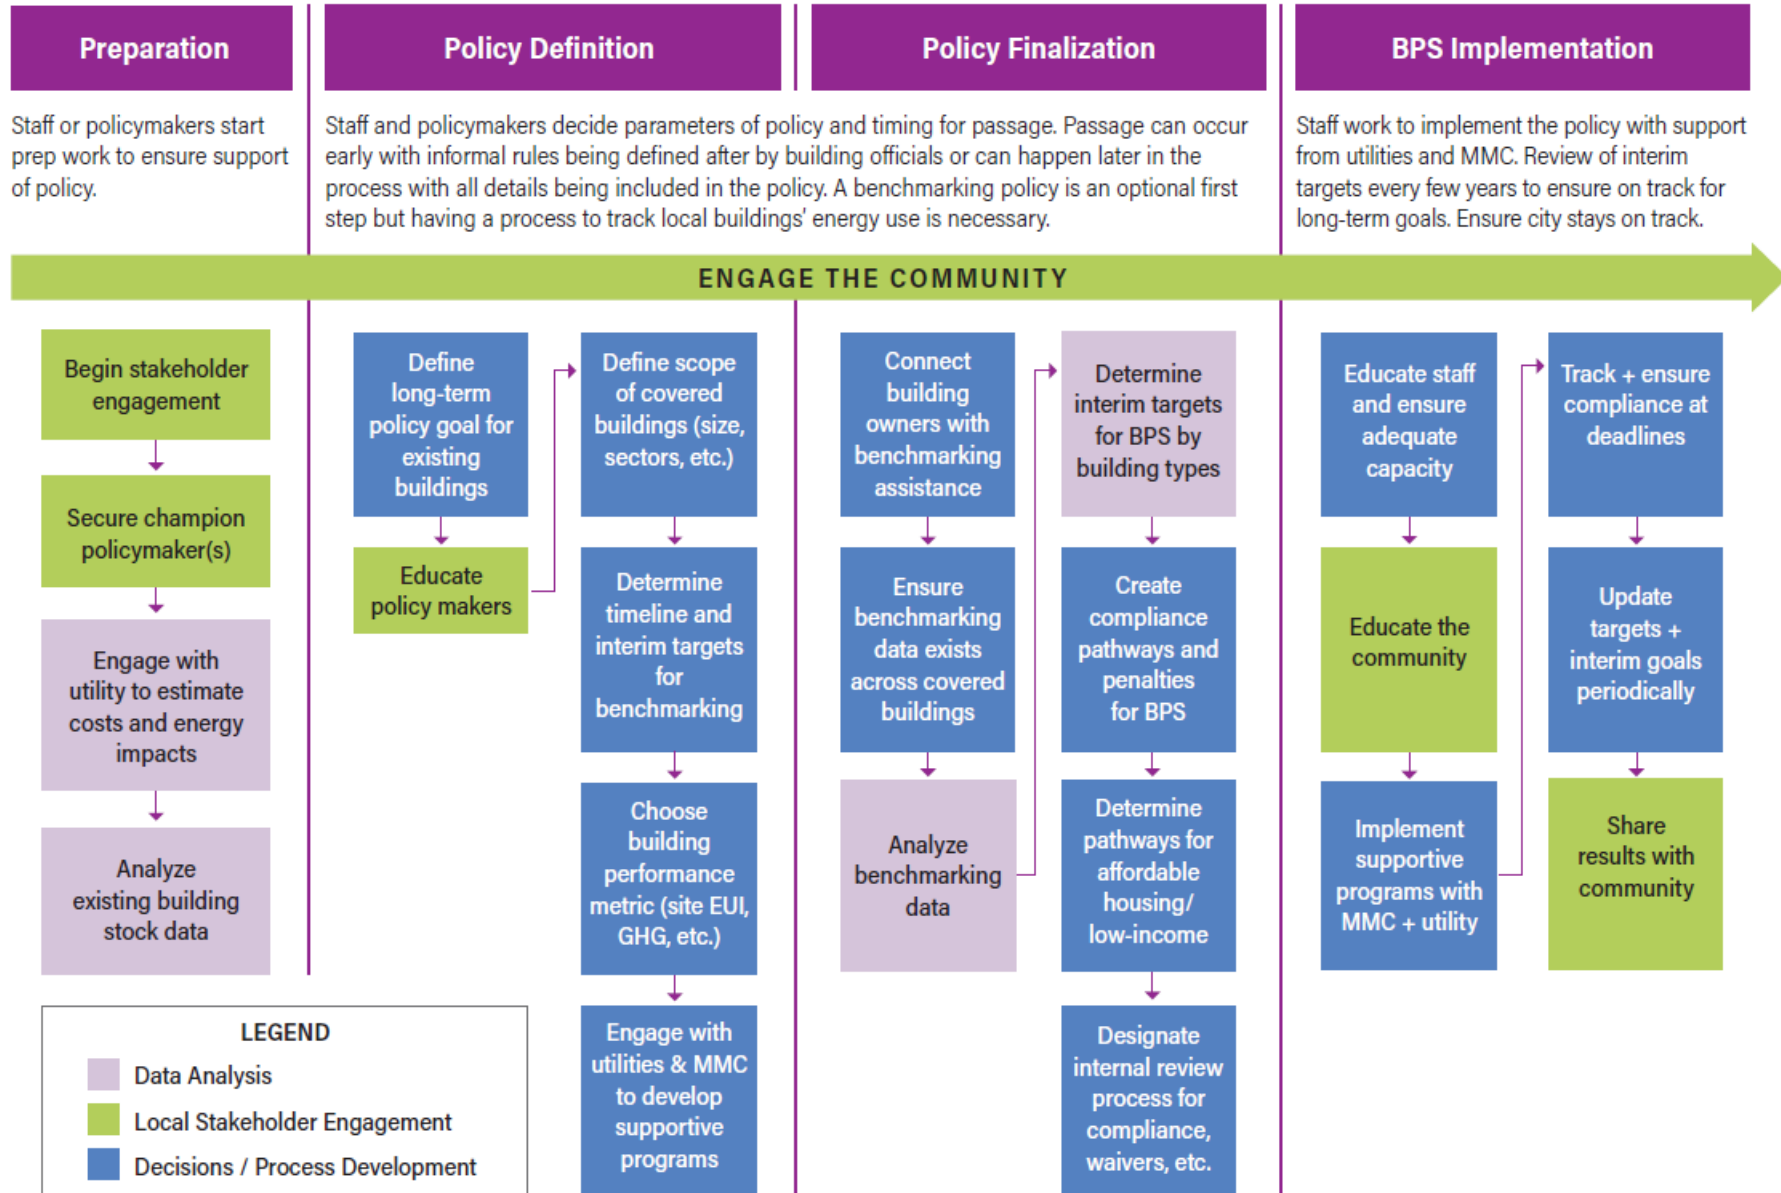 Preparation
Policy Definition
Policy Finalization
BPS Implementation
Staff or policymakers start
prep work to ensure support
of policy.
Staff and policymakers decide parameters of policy and timing for passage. Passage can occur
early with informal rules being defined after by building officials or can happen later in the
process with all details being included in the policy. A benchmarking policy is an optional first
step but having a process to track local buildings' energy use is necessary.
Staff work to implement the policy with support
from utilities and MMC. Review of interim
targets every few years to ensure on track for
long-term goals. Ensure city stays on track.
ENGAGE THE COMMUNITY
Begin stakeholder
engagement
Secure champion
policymaker(s)
Engage with
utility to estimate
costs and energy
impacts
Analyze
existing building
stock data
Define
long-term
policy goal for
existing
buildings
Educate
policy makers
Define scope
of covered
buildings (size,
sectors, etc.)
Determine
timeline and
interim targets
for
benchmarking
Choose
building
performance
metric (site EUI,
GHG, etc.)
Engage with
utilities & MMC
to develop
supportive
programs
Connect
building
owners with
benchmarking
assistance
Ensure
benchmarking
data exists
across covered
buildings
Analyze
benchmarking
data
Determine
interim targets
for BPS by
building types
Create
compliance
pathways and
penalties
for BPS
Determine
pathways for
affordable
housing/
low-income
Designate
internal review
process for
compliance,
waivers, etc.
Educate staff
and ensure
adequate
capacity
Educate the
community
Implement
supportive
programs with
MMC + utility
Track + ensure
compliance at
deadlines
Update
targets +
interim goals
periodically
Share
results with
community
LEGEND
Data Analysis
Local Stakeholder Engagement
Decisions / Process Development